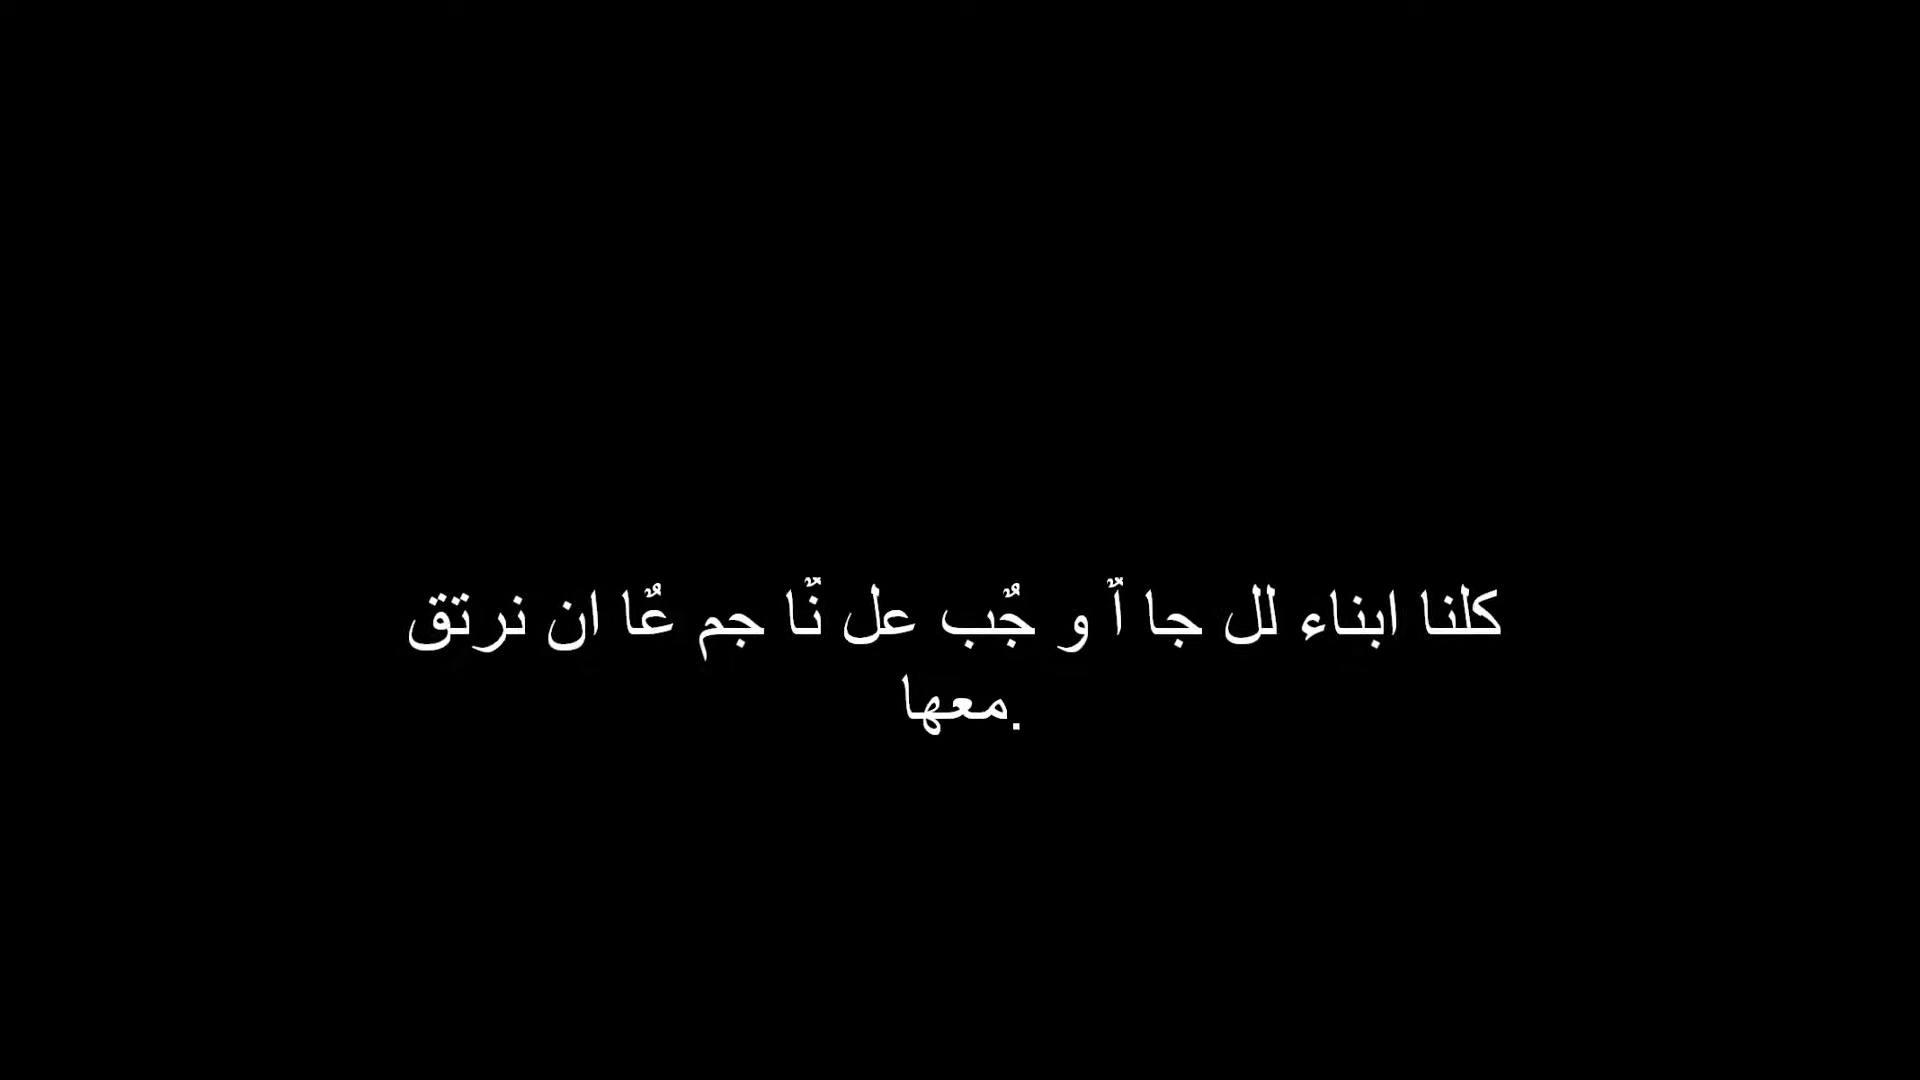 كلنا ابناء لل جا آٌ و جٌب عل نٌّا جم عٌا ان نرتق
معها.